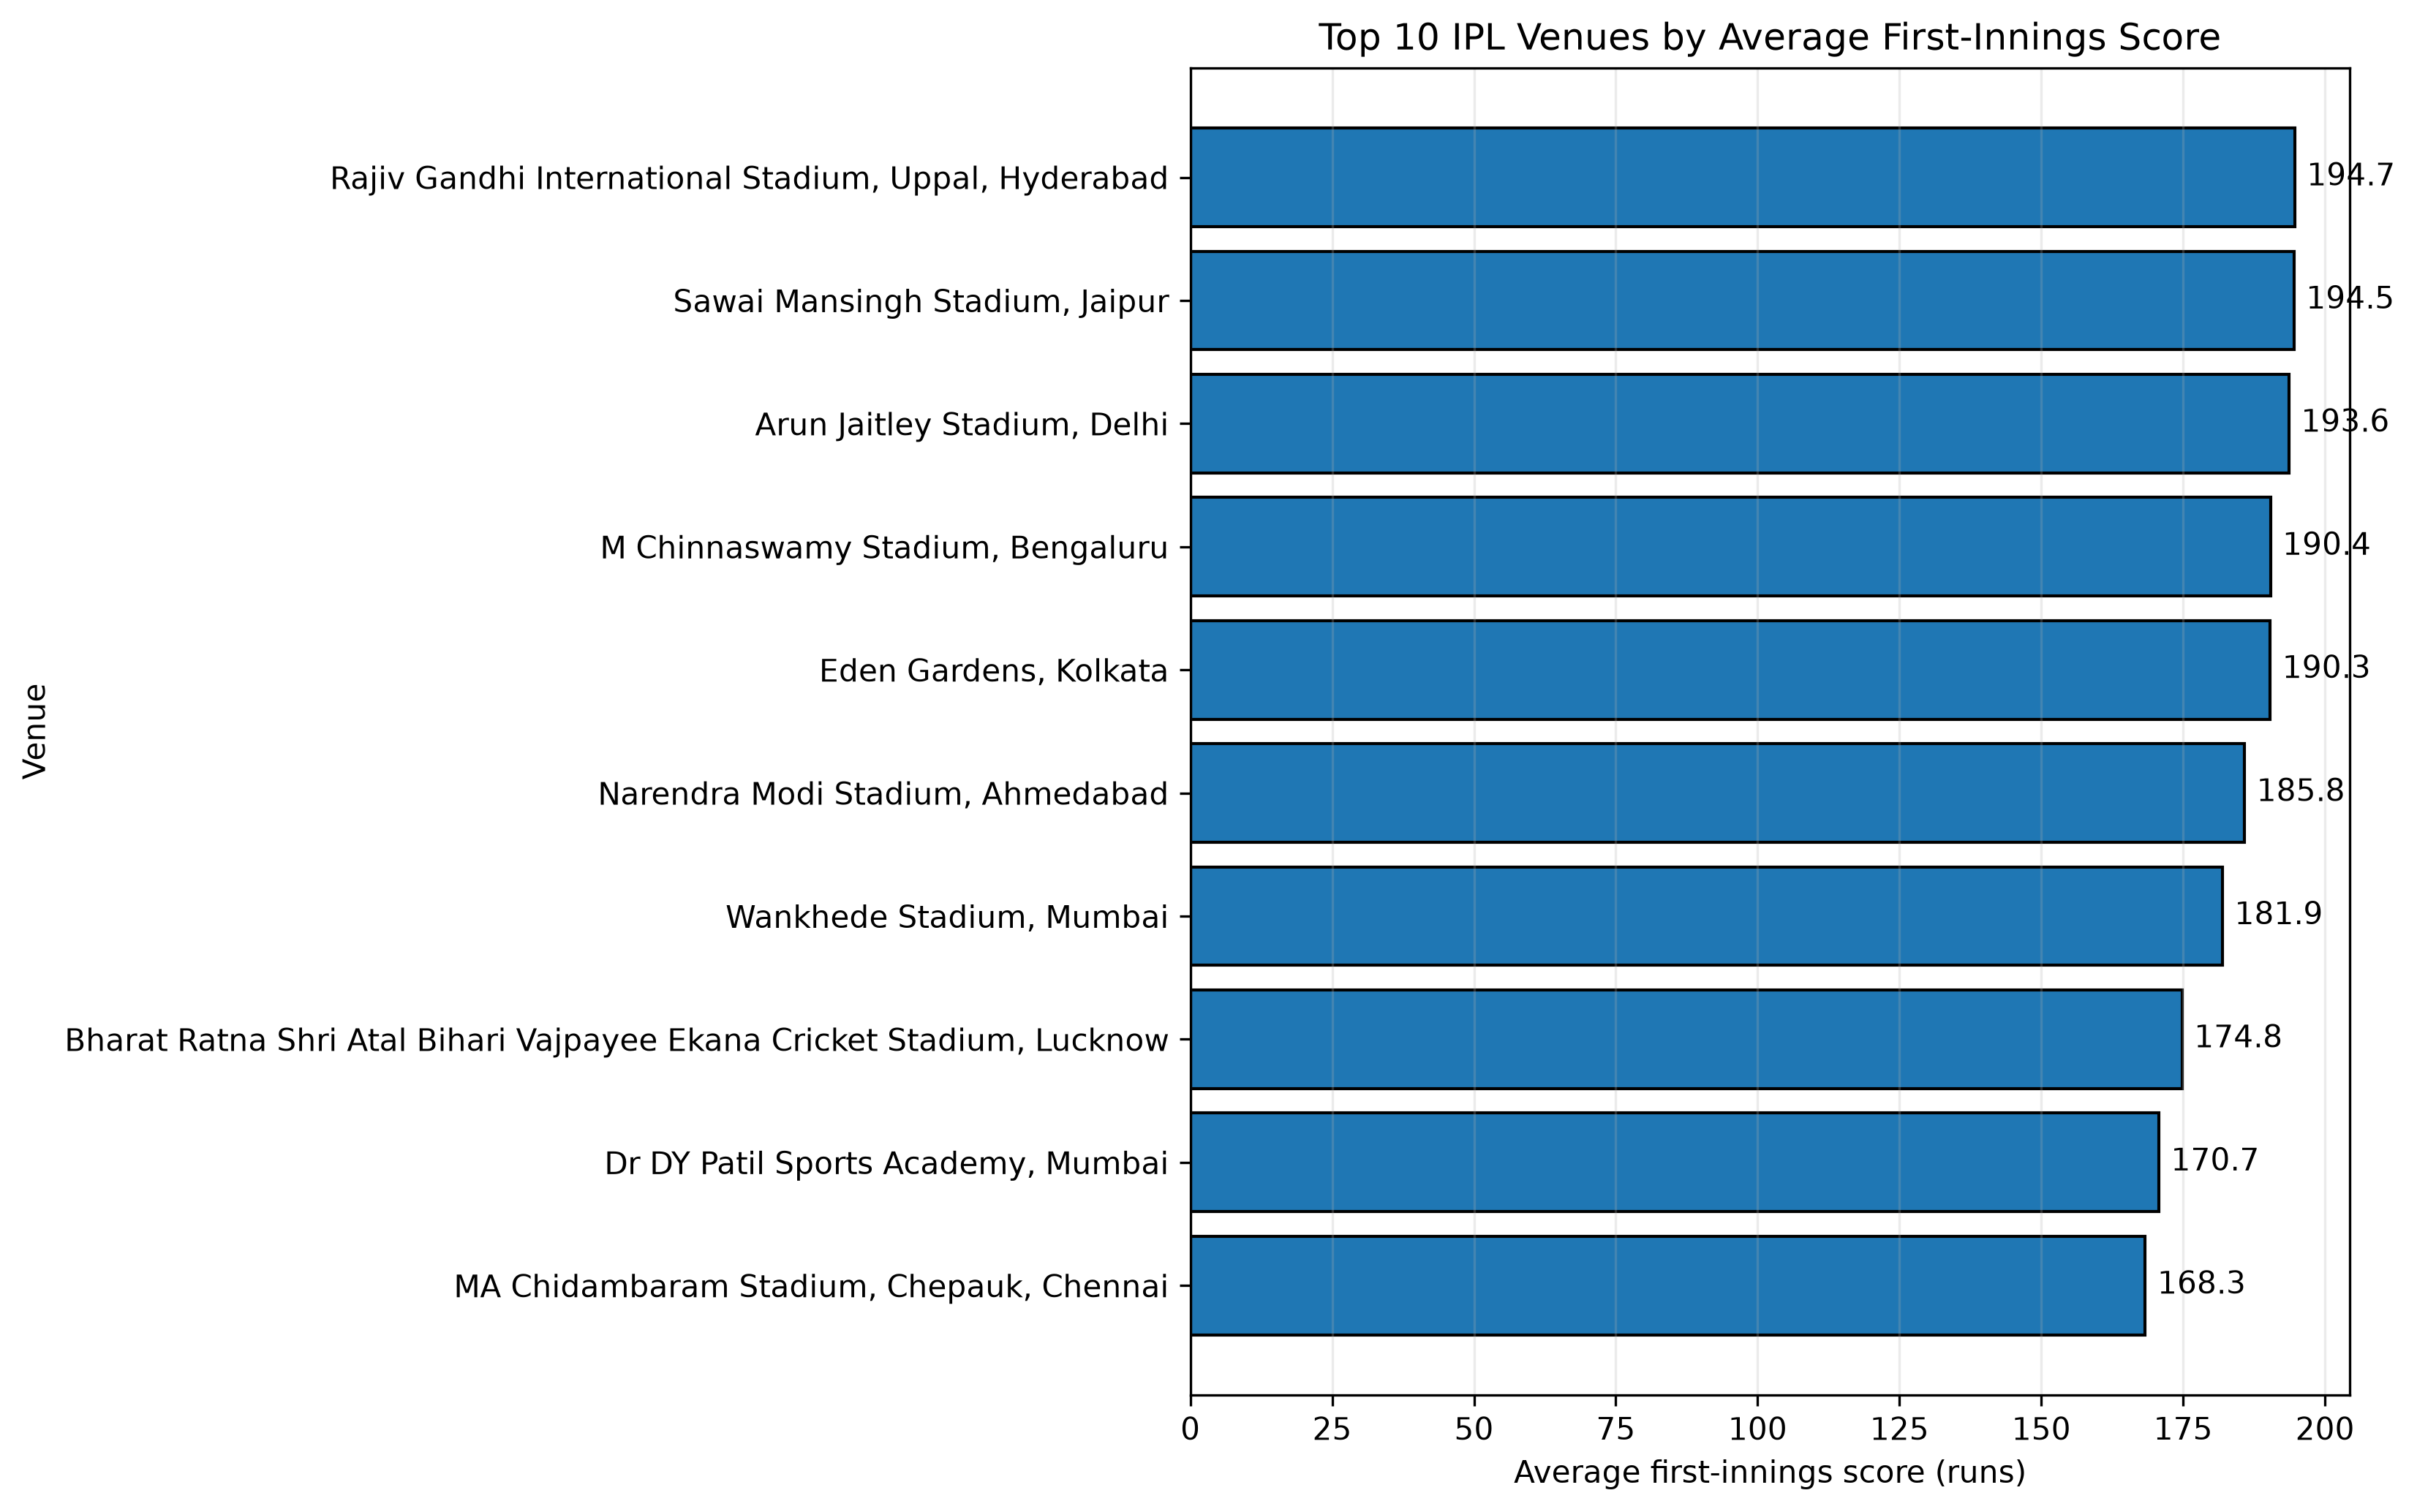 Top 10 IPL Venues by Average First-Innings Score
Venue
Rajiv Gandhi International Stadium, Uppal, Hyderabad 194.7
Sawai Mansingh Stadium, Jaipur 194.5
Arun Jaitley Stadium, Delhi 193.6
M Chinnaswamy Stadium, Bengaluru 190.4
Eden Gardens, Kolkata 190.3
Narendra Modi Stadium, Ahmedabad 185.8
Wankhede Stadium, Mumbai 181.9
Bharat Ratna Shri Atal Bihari Vajpayee Ekana Cricket Stadium, Lucknow 174.8
Dr DY Patil Sports Academy, Mumbai 170.7
MA Chidambaram Stadium, Chepauk, Chennai 168.3
0 25 50 75 100 125 150 175 200
Average first-innings score (runs)